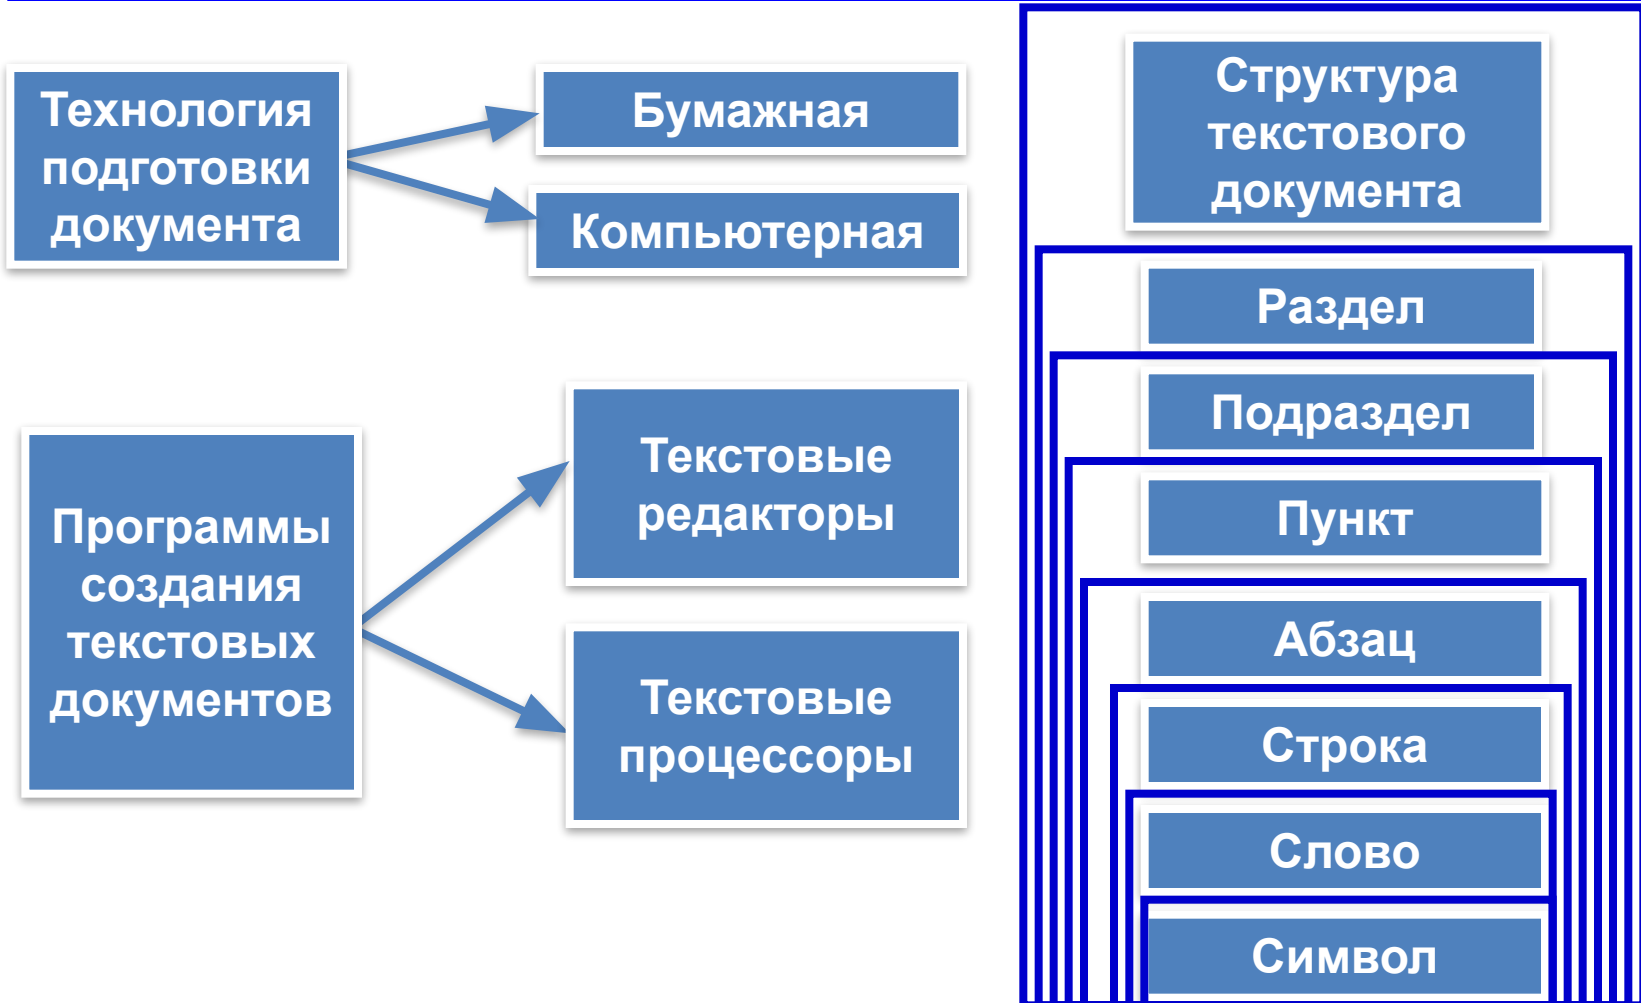 Технология
подготовки
документа
Бумажная
Компьютерная
Программы
создания
текстовых
документов
Текстовые
редакторы
Текстовые
процессоры
Структура
текстового
документа
Раздел
Подраздел
Пункт
Абзац
Строка
Слово
Символ